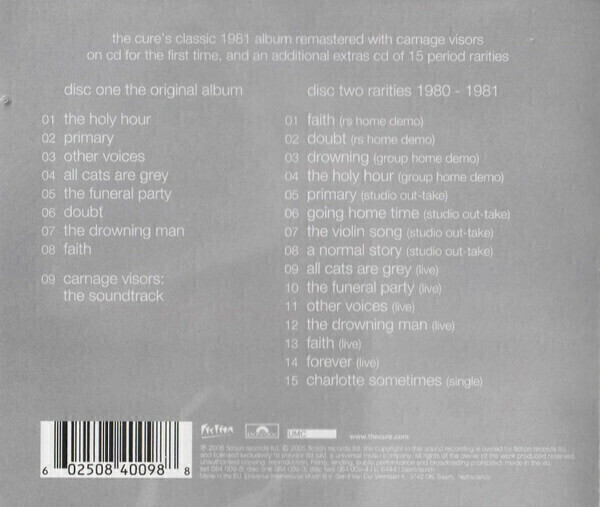 the cure's classic 1981 album remastered with carnage visors
on cd for the first time, and an additional extras cd of 15 period rarities
disc one the original album
01 the holy hour
02 primary
03 other voices
04 all cats are grey
05 the funeral party
06 doubt
07 the drowning man
08 faith
09 carnage visors:
the soundtrack
disc two rarities 1980 - 1981
01 faith (rs home demo)
02 doubt (rs home demo)
03 drowning (group home demo)
04 the holy hour (group home demo)
05 primary (studio out-take)
06 going home time (studio out-take)
07 the violin song (studio out-take)
08 a normal story (studio out-take)
09 all cats are grey (live)
10 the funeral party (live)
11 other voices (live)
12 the drowning man (live)
13 faith (live)
14 forever (live)
15 charlotte sometimes (single)
6 02508 40098 8
Fiction
UMC
www.thecure.com